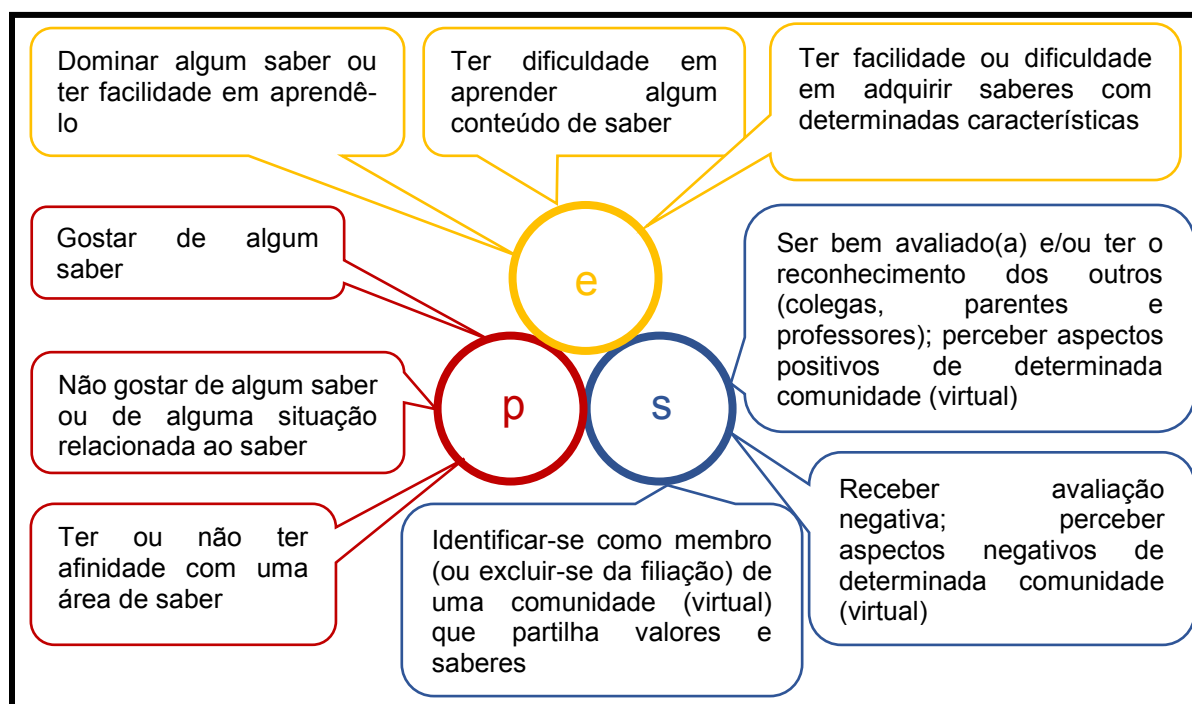 Dominar algum saber ou
ter facilidade em aprendê-
lo
Ter dificuldade em
aprender algum
conteúdo de saber
Ter facilidade ou dificuldade
em adquirir saberes com
determinadas características
e
Gostar de algum
saber
Ser bem avaliado(a) e/ou ter o
reconhecimento dos outros
(colegas, parentes e
professores); perceber aspectos
positivos de determinada
comunidade (virtual)
Não gostar de algum saber
ou de alguma situação
relacionada ao saber
p
s
Ter ou não ter
afinidade com uma
área de saber
Identificar-se como membro
(ou excluir-se da filiação) de
uma comunidade (virtual)
que partilha valores e
saberes
Receber avaliação
negativa; perceber
aspectos negativos de
determinada comunidade
(virtual)